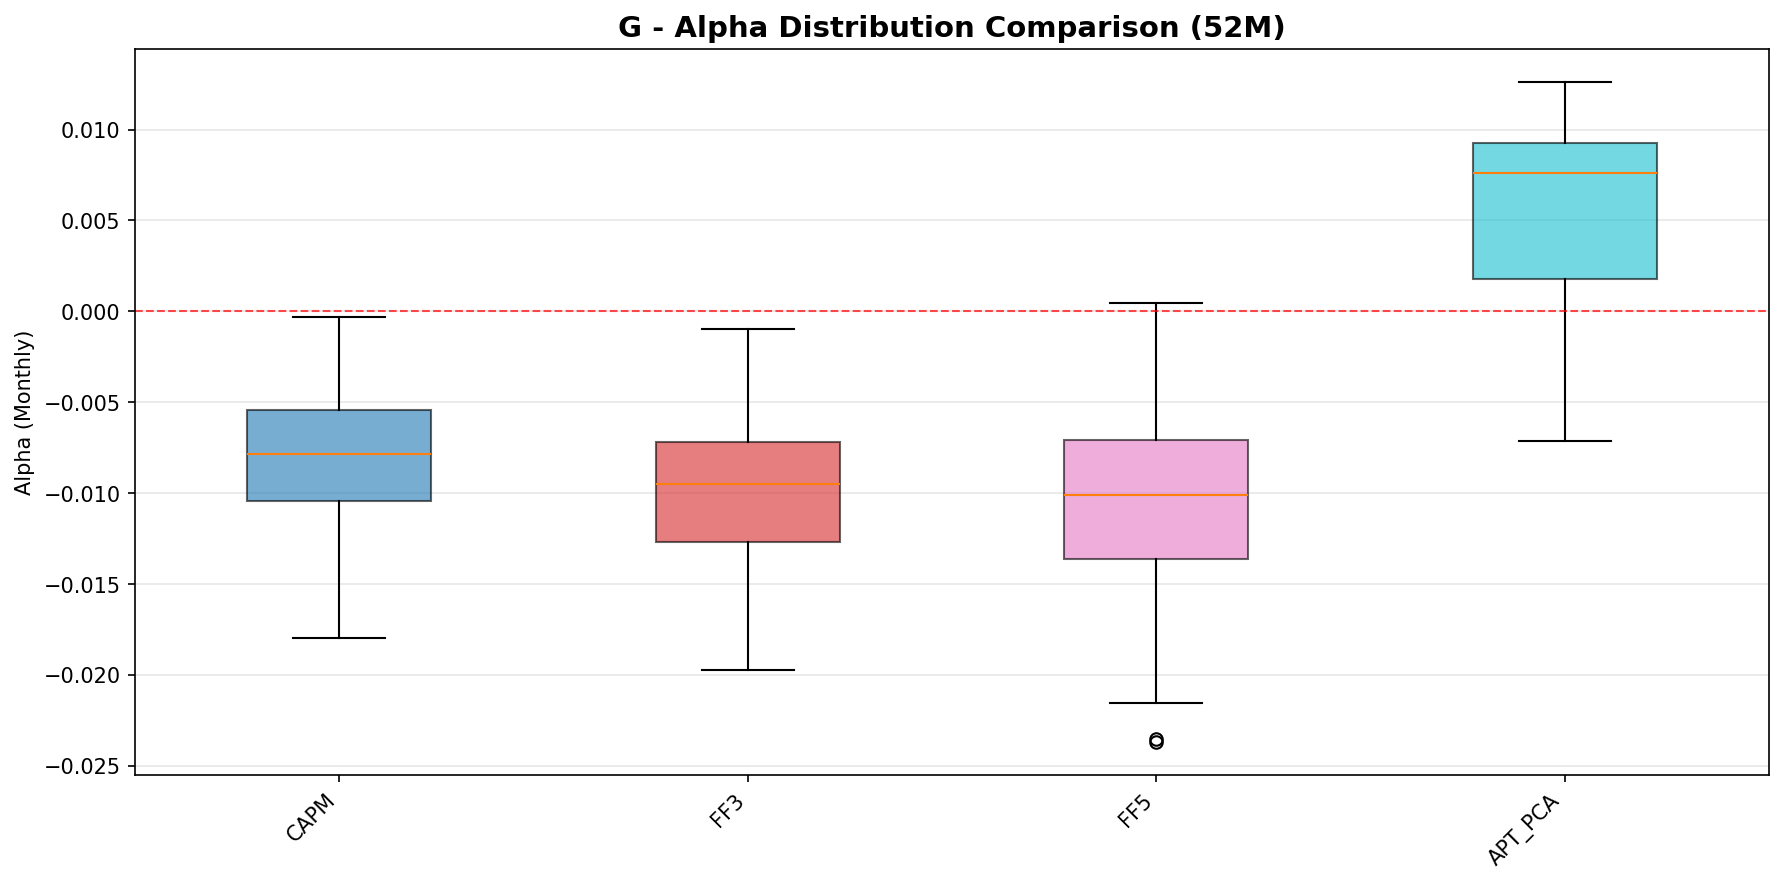 G - Alpha Distribution Comparison (52M)
Alpha (Monthly)
0.010
0.005
0.000
−0.005
−0.010
−0.015
−0.020
−0.025
CAPM
FF3
FF5
APT_PCA